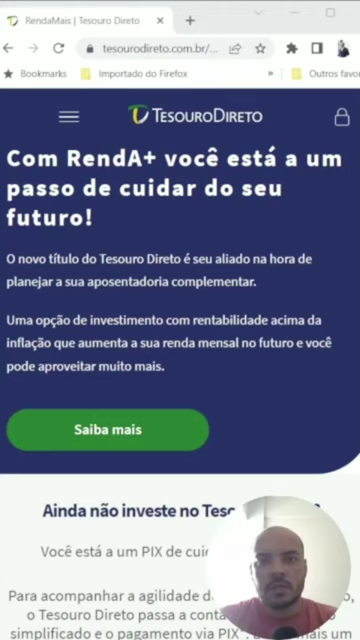 RendaMais | Tesouro Direto
tesourodireto.com.br/...
Bookmarks
Importado do Firefox
»
Outros favor
TESOURODIRETO
Com RendA+ você está a um
passo de cuidar do seu
futuro!
O novo título do Tesouro Direto é seu aliado na hora de
planejar a sua aposentadoria complementar.
Uma opção de investimento com rentabilidade acima da
inflação que aumenta a sua renda mensal no futuro e você
pode aproveitar muito mais.
Saiba mais
Ainda não investe no Teso
Você está a um PIX de cui
Para acompanhar a agilidade d
o Tesouro Direto passa a conta
simplificado e o pagamento via PIX
mais um